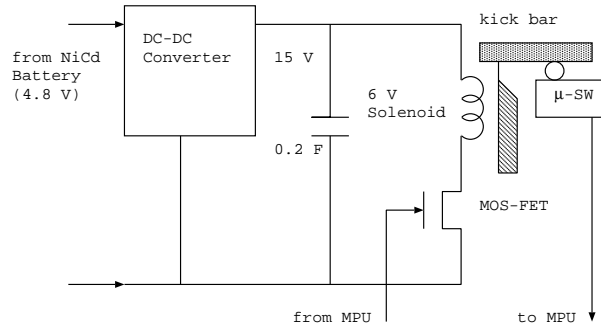 kick bar
DC-DC
Converter
15 V
from NiCd
Battery
(4.8 V)
6 V
Solenoid
μ-SW
0.2 F
MOS-FET
from MPU
to MPU